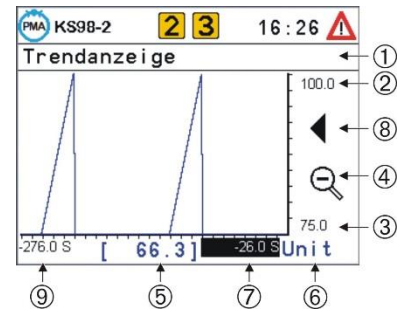 PMA KS98-2 2 3 16:26
Trendanzeige ①
100.0 ②
⑧
④
75.0 ③
-276.0 S [ 66.3] -26.0 S Unit
⑨ ⑤ ⑦ ⑥